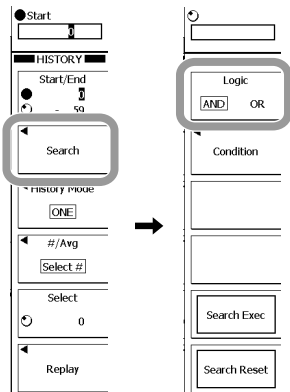 Start
0
HISTORY
Start/End
0
- 59
Search
History Mode
ONE
#/Avg
Select #
Select
0
Replay
Logic
AND OR
Condition
Search Exec
Search Reset